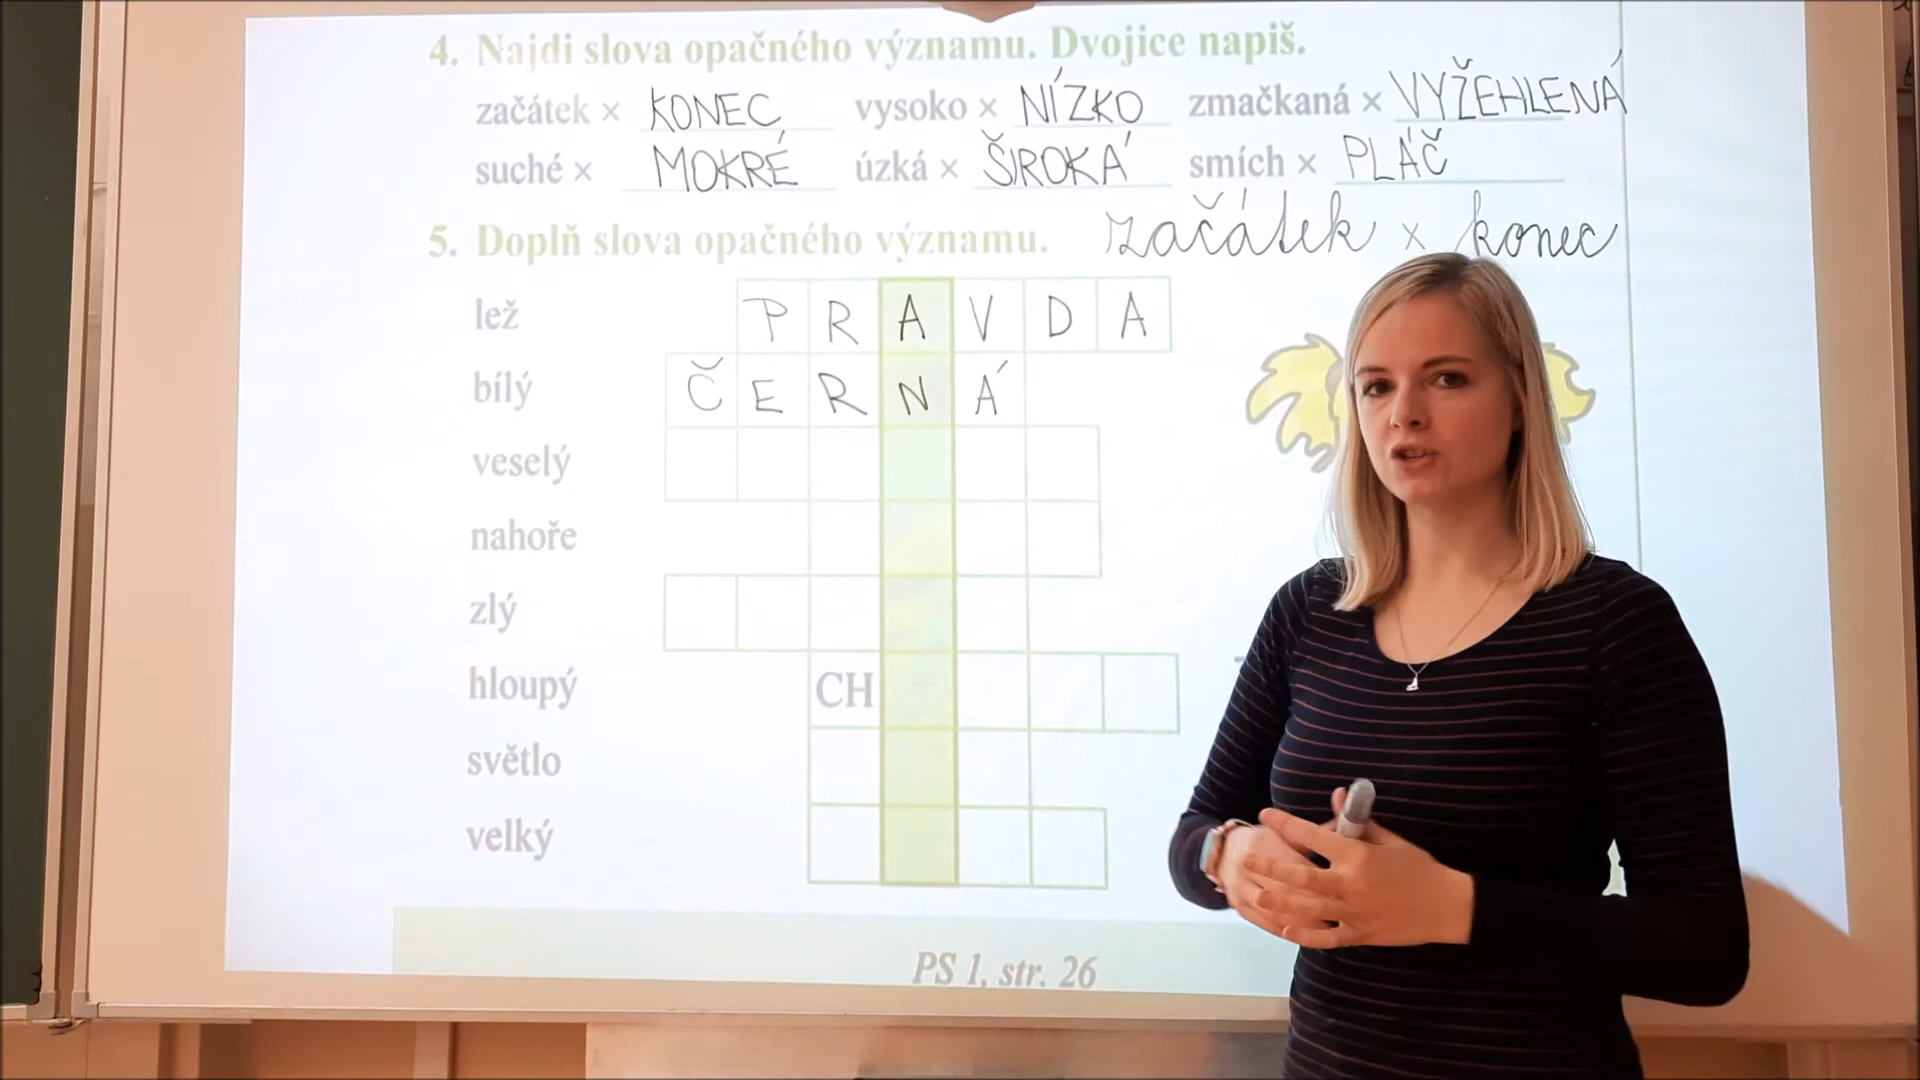 4. Najdi slova opačného významu. Dvojice napiš.
začátek × KONEC vysoko × NÍZKO zmačkaná × VYŽEHLENÁ
suché × MOKRÉ úzká × ŠIROKÁ smích × PLÁČ
5. Doplň slova opačného významu. začátek × konec
lež P R A V D A
bílý Č E R N Á
veselý
nahoře
zlý
hloupý CH
světlo
velký
PS 1, str. 26